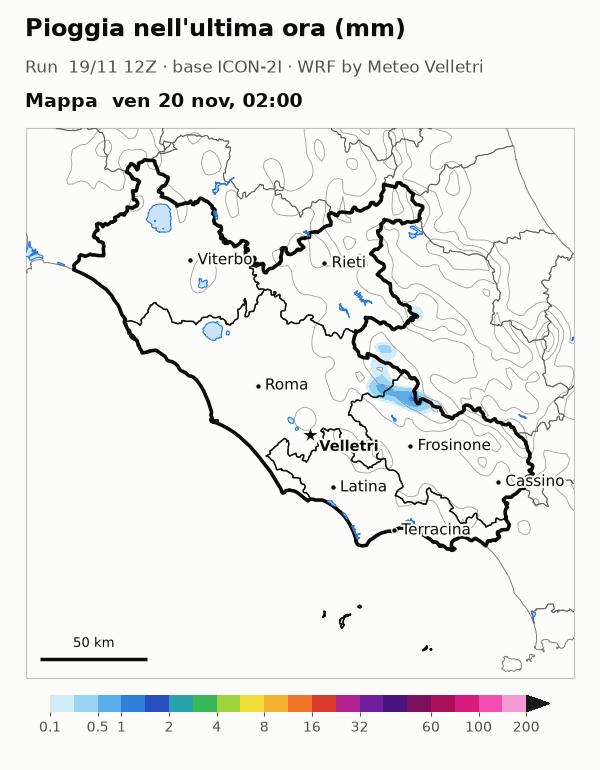 Pioggia nell'ultima ora (mm)
Run  19/11 12Z · base ICON-2I · WRF by Meteo Velletri
Mappa  ven 20 nov, 02:00
Viterbo
Rieti
Roma
Velletri
Frosinone
Latina
Cassino
Terracina
50 km
0.1 0.5 1 2 4 8 16 32 60 100 200